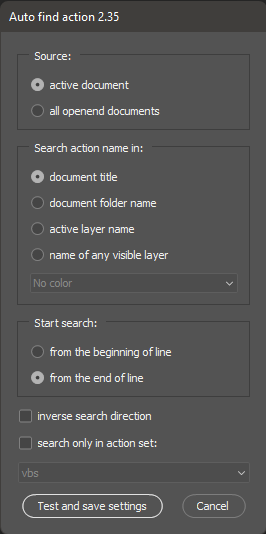 Auto find action 2.35
Source:
active document
all openend documents
Search action name in:
document title
document folder name
active layer name
name of any visible layer
No color
Start search:
from the beginning of line
from the end of line
inverse search direction
search only in action set:
vbs
Test and save settings
Cancel